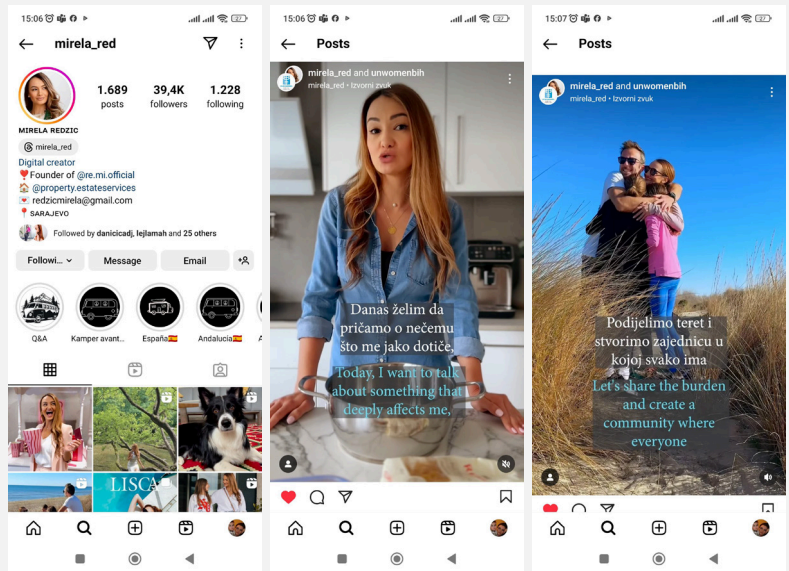 15:06
27
mirela_red
1.689
39,4K
1.228
posts
followers
following
MIRELA REDZIC
mirela_red
Digital creator
Founder of @re.mi.official
@property.estateservices
redzicmirela@gmail.com
SARAJEVO
Followed by danicicadj, lejlamah and 25 others
Followi...
Message
Email
Q&A
Kamper avant...
España
Andalucía
A
LISCA
15:06
27
Posts
mirela_red and unwomenbih
mirela_red • Izvorni zvuk
Danas želim da
pričamo o nečemu
što me jako dotiče,
Today, I want to talk
about something that
deeply affects me,
15:07
27
Posts
mirela_red and unwomenbih
mirela_red • Izvorni zvuk
Podijelimo teret i
stvorimo zajednicu u
kojoj svako ima
Let's share the burden
and create a
community where
everyone